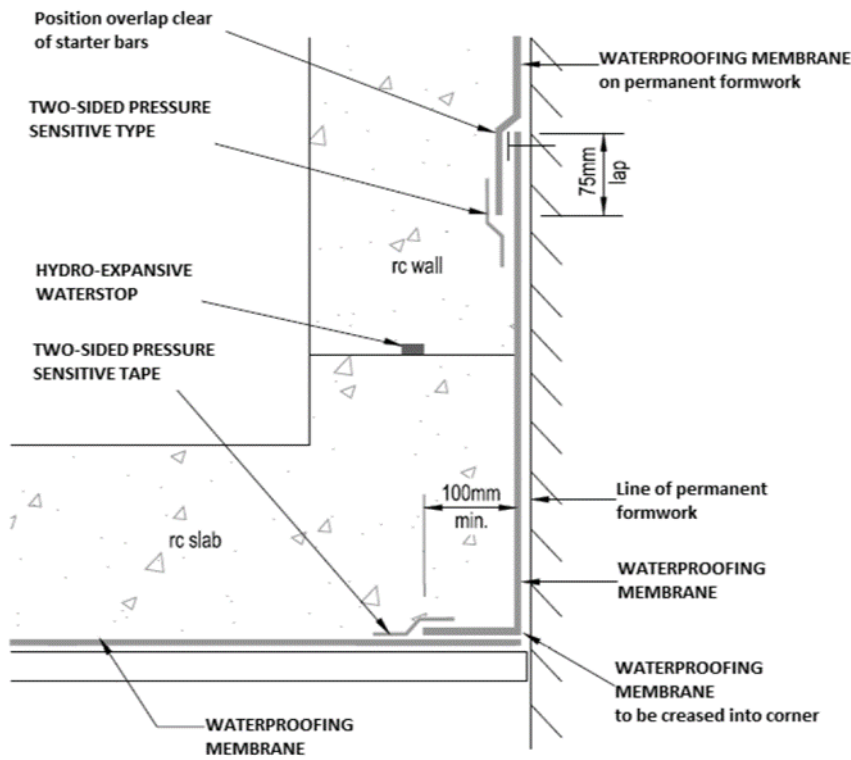 Position overlap clear
of starter bars
WATERPROOFING MEMBRANE
on permanent formwork
TWO-SIDED PRESSURE
SENSITIVE TYPE
75mm
lap
rc wall
HYDRO-EXPANSIVE
WATERSTOP
TWO-SIDED PRESSURE
SENSITIVE TAPE
100mm
min.
Line of permanent
formwork
rc slab
WATERPROOFING
MEMBRANE
WATERPROOFING
MEMBRANE
to be creased into corner
WATERPROOFING
MEMBRANE